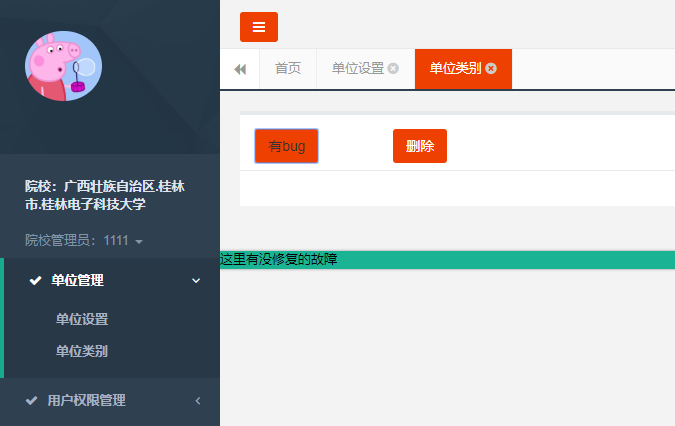 院校：广西壮族自治区.桂林
市.桂林电子科技大学
院校管理员：1111
单位管理
单位设置
单位类别
用户权限管理
首页
单位设置
单位类别
有bug
删除
这里有没修复的故障